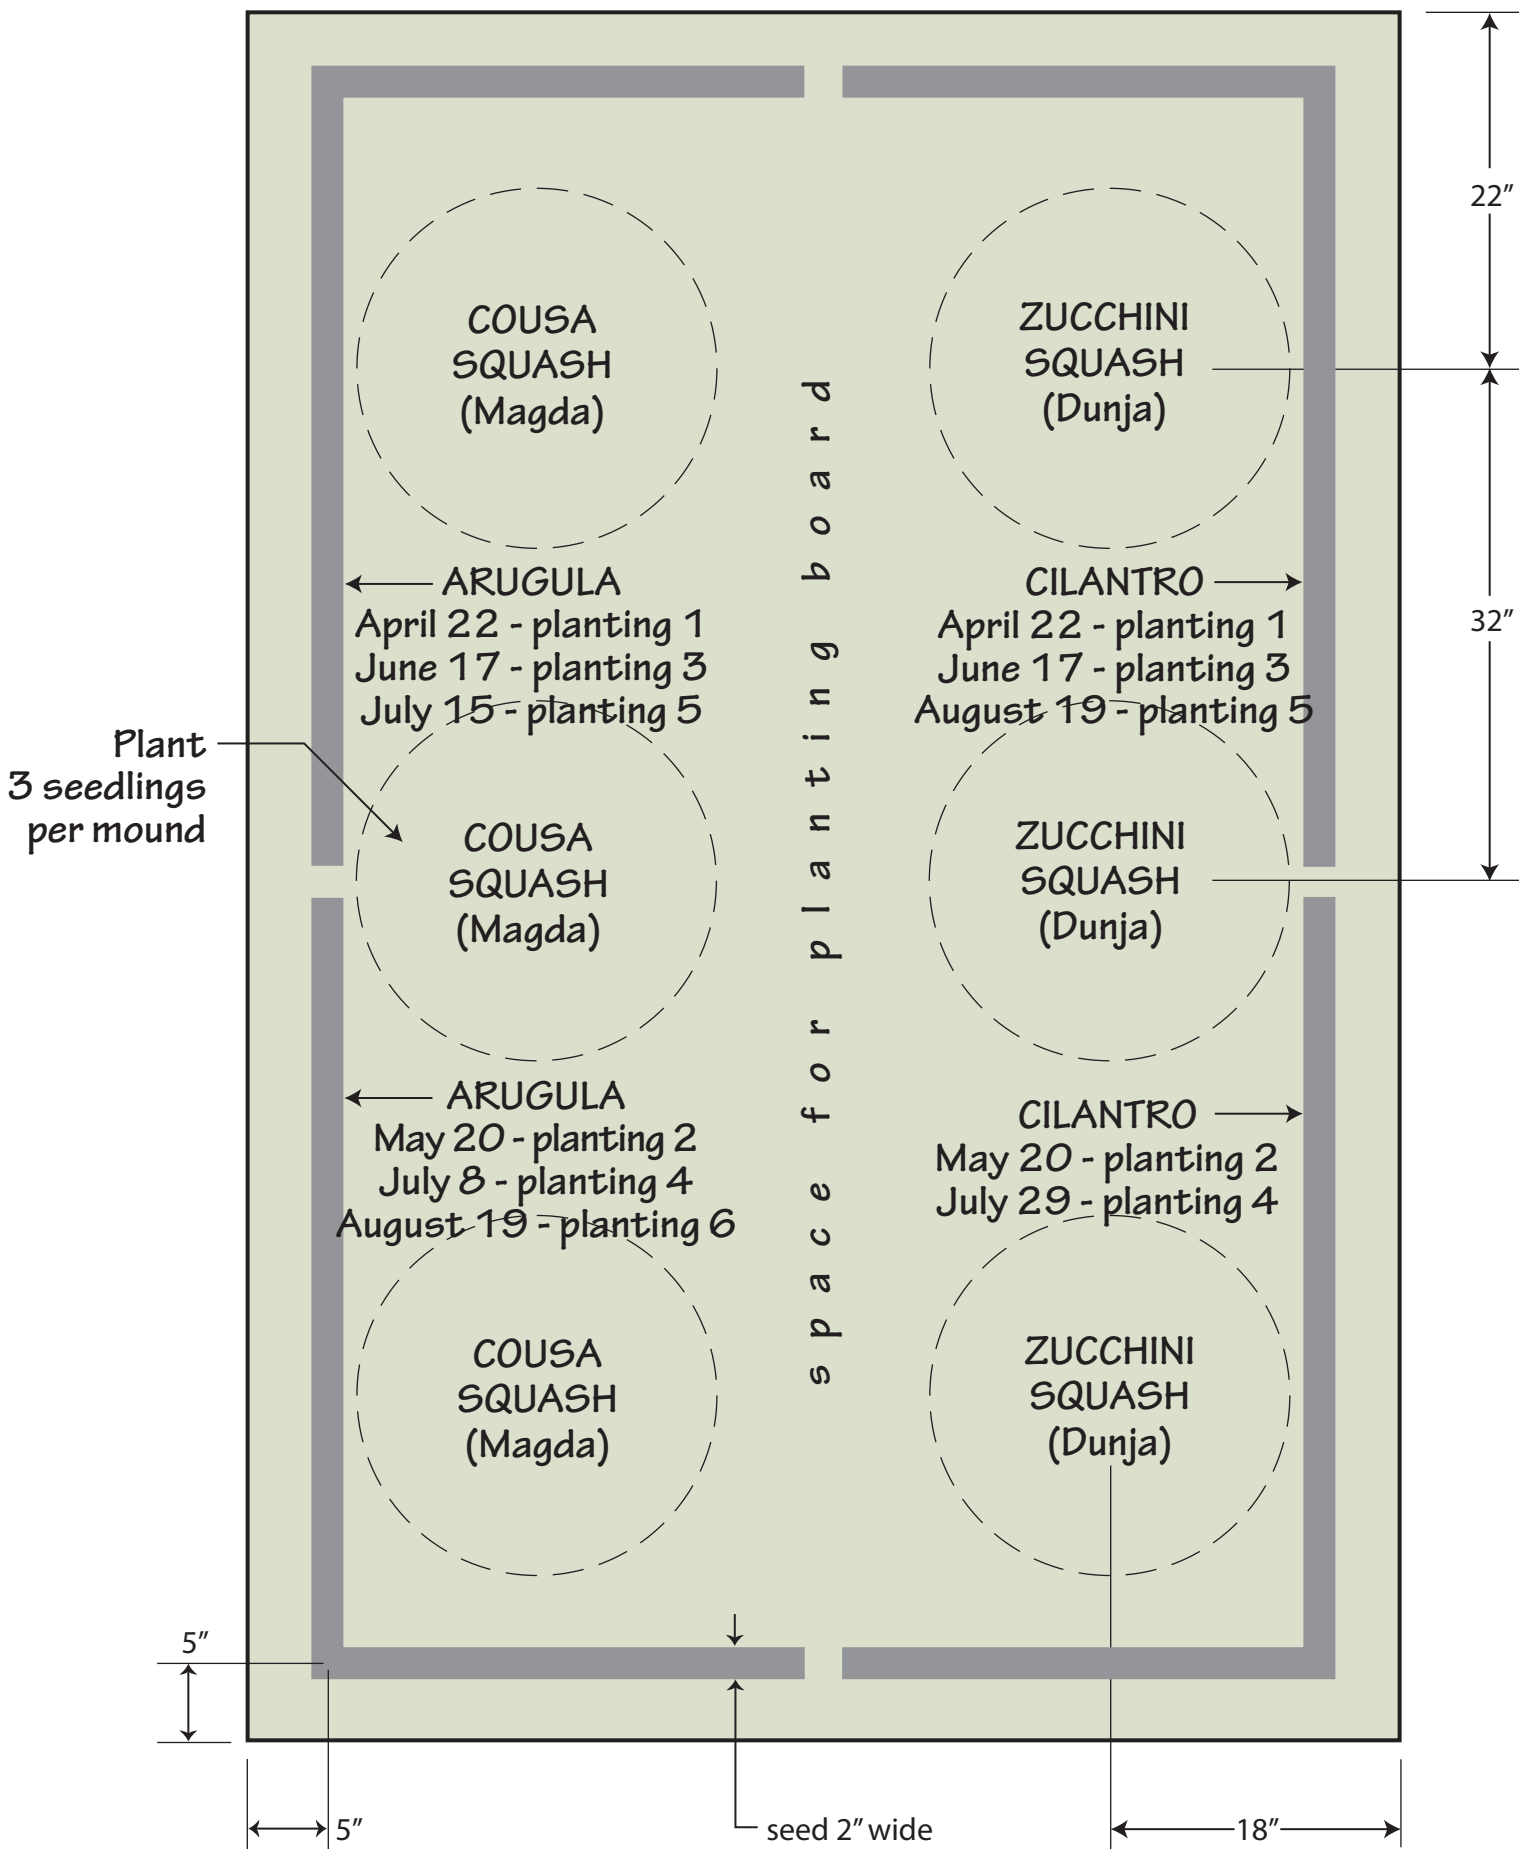 22”
COUSA
SQUASH
(Magda)
ZUCCHINI
SQUASH
(Dunja)
space for planting board
ARUGULA
April 22 - planting 1
June 17 - planting 3
July 15 - planting 5
CILANTRO
April 22 - planting 1
June 17 - planting 3
August 19 - planting 5
32”
Plant
3 seedlings
per mound
COUSA
SQUASH
(Magda)
ZUCCHINI
SQUASH
(Dunja)
ARUGULA
May 20 - planting 2
July 8 - planting 4
August 19 - planting 6
CILANTRO
May 20 - planting 2
July 29 - planting 4
COUSA
SQUASH
(Magda)
ZUCCHINI
SQUASH
(Dunja)
5”
5”
seed 2” wide
18”